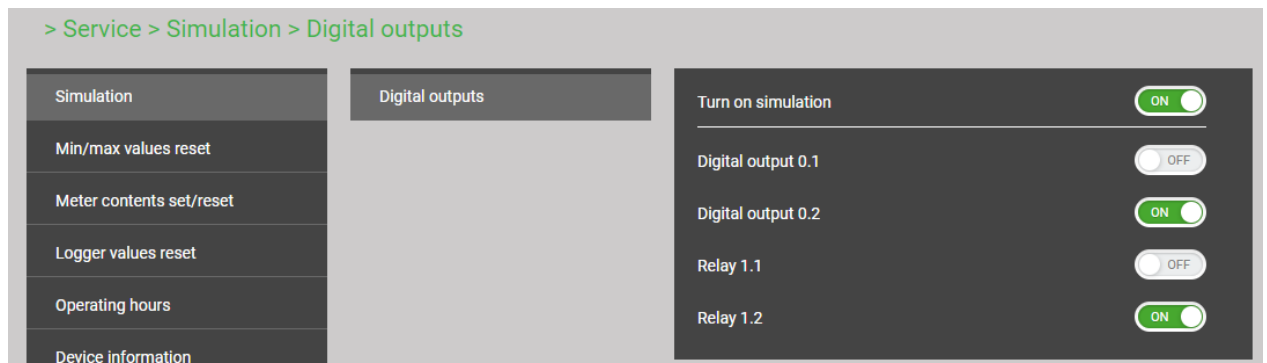 > Service > Simulation > Digital outputs
Simulation
Min/max values reset
Meter contents set/reset
Logger values reset
Operating hours
Device information
Digital outputs
Turn on simulation ON
Digital output 0.1 OFF
Digital output 0.2 ON
Relay 1.1 OFF
Relay 1.2 ON